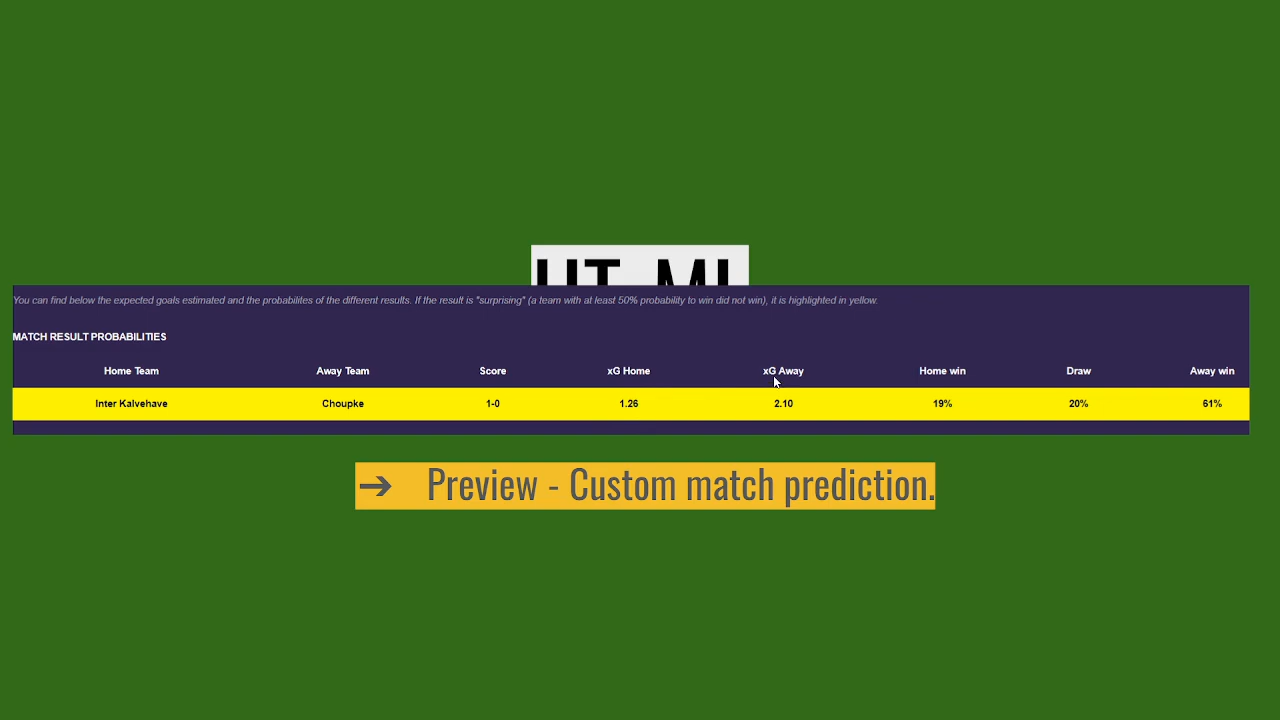 You can find below the expected goals estimated and the probabilites of the different results. If the result is "surprising" (a team with at least 50% probability to win did not win), it is highlighted in yellow.
MATCH RESULT PROBABILITIES
Home Team Away Team Score xG Home xG Away Home win Draw Away win
Inter Kalvehave Choupke 1-0 1.26 2.10 19% 20% 61%
➔ Preview - Custom match prediction.